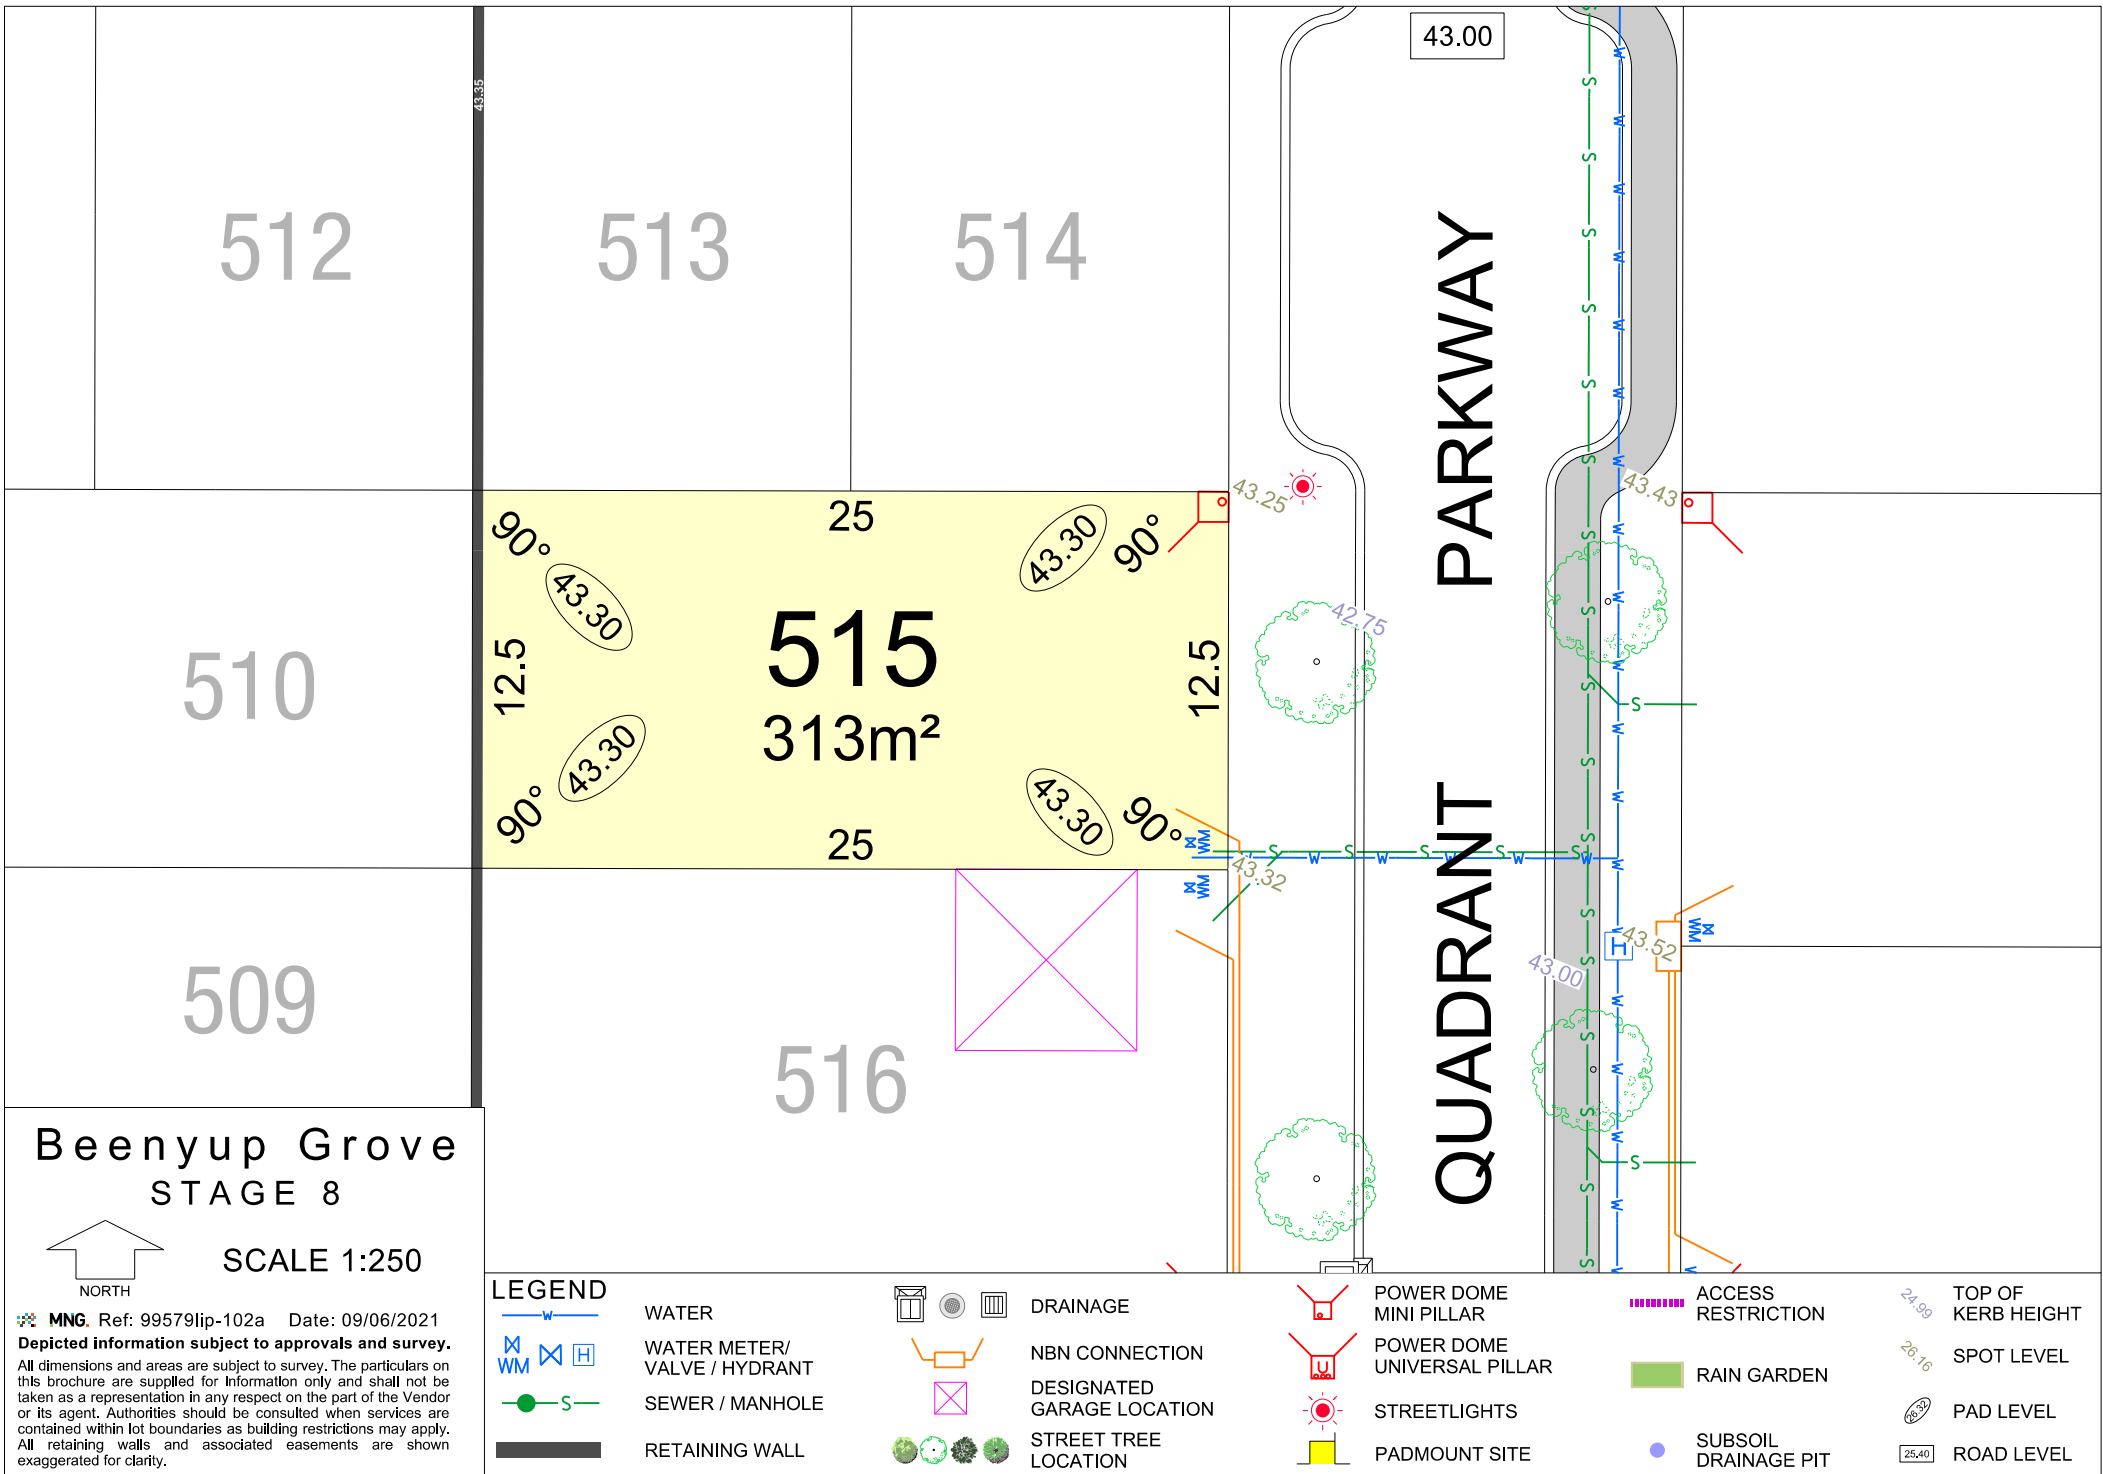 43.00
43.35
512
513
514
PARKWAY
QUADRANT
43.25
43.43
25
90°
43.30
43.30
90°
42.75
515
313m²
12.5
12.5
510
43.30
90°
43.30
90°
25
WM
WM
S
W
43.32
H
43.52
WM
43.00
509
516
Beenyup Grove
STAGE 8
SCALE 1:250
NORTH
MNG. Ref: 99579lip-102a Date: 09/06/2021
Depicted information subject to approvals and survey.
All dimensions and areas are subject to survey. The particulars on
this brochure are supplied for information only and shall not be
taken as a representation in any respect on the part of the Vendor
or its agent. Authorities should be consulted when services are
contained within lot boundaries as building restrictions may apply.
All retaining walls and associated easements are shown
exaggerated for clarity.
LEGEND
W
WATER
WM
H
WATER METER/
VALVE / HYDRANT
S
SEWER / MANHOLE
RETAINING WALL
DRAINAGE
NBN CONNECTION
DESIGNATED
GARAGE LOCATION
STREET TREE
LOCATION
POWER DOME
MINI PILLAR
U
POWER DOME
UNIVERSAL PILLAR
STREETLIGHTS
PADMOUNT SITE
ACCESS
RESTRICTION
RAIN GARDEN
SUBSOIL
DRAINAGE PIT
24.99
TOP OF
KERB HEIGHT
26.16
SPOT LEVEL
26.32
PAD LEVEL
25.40
ROAD LEVEL